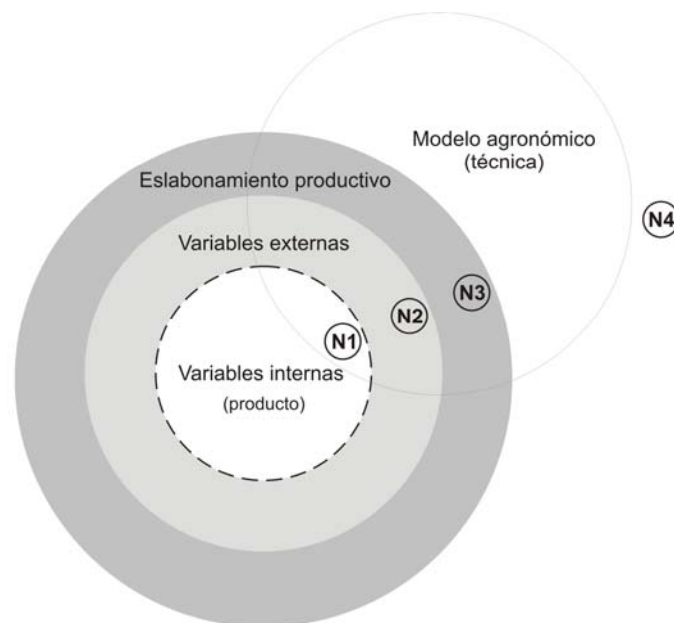 Modelo agronómico
(técnica)
Eslabonamiento productivo
N4
Variables externas
N3
N2
N1
Variables internas
(producto)